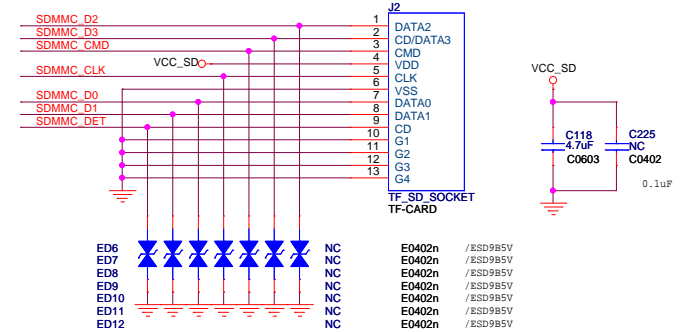 J2
SDMMC_D2 1 DATA2
SDMMC_D3 2 CD/DATA3
SDMMC_CMD 3 CMD
VCC_SD 4 VDD
SDMMC_CLK 5 CLK
6 VSS
SDMMC_D0 7 DATA0
SDMMC_D1 8 DATA1
SDMMC_DET 9 CD
10 G1
11 G2
12 G3
13 G4
TF_SD_SOCKET
TF-CARD
VCC_SD
C118
4.7uF
C0603
C225
NC
C0402
0.1uF
ED6 NC E0402n /ESD9B5V
ED7 NC E0402n /ESD9B5V
ED8 NC E0402n /ESD9B5V
ED9 NC E0402n /ESD9B5V
ED10 NC E0402n /ESD9B5V
ED11 NC E0402n /ESD9B5V
ED12 NC E0402n /ESD9B5V